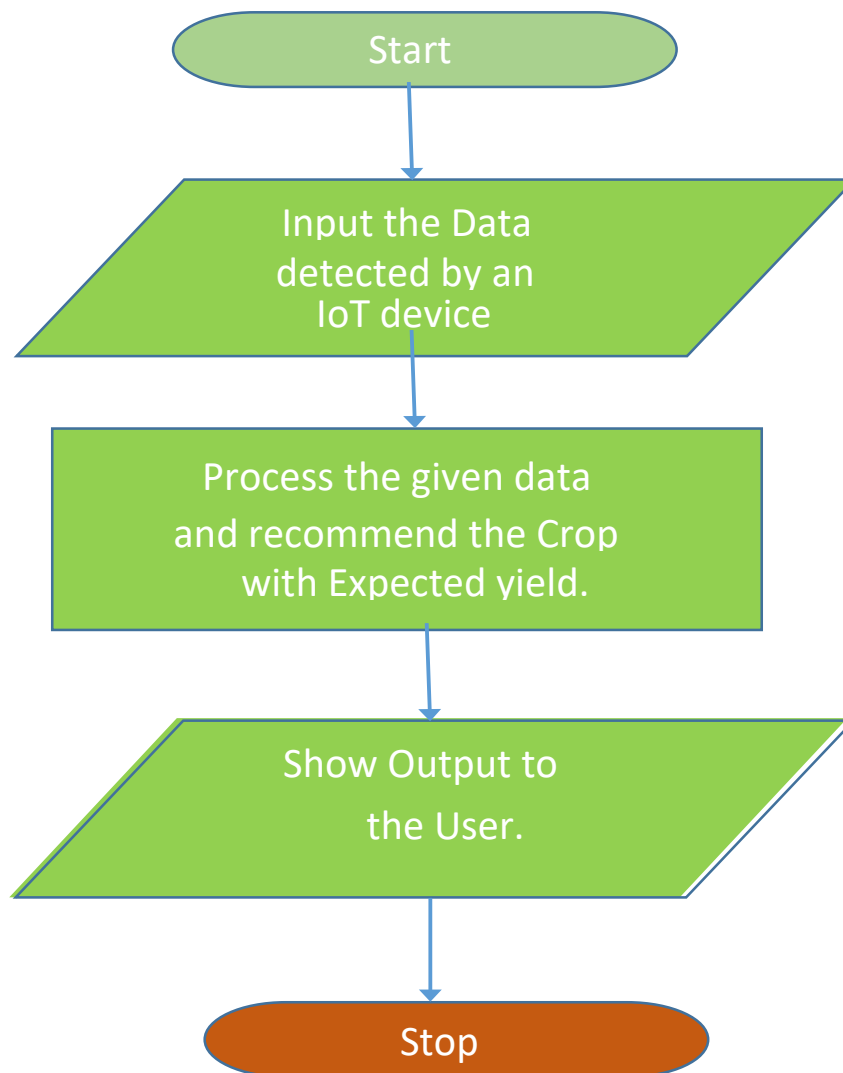 Start
Input the Data
detected by an
IoT device
Process the given data
and recommend the Crop
with Expected yield.
Show Output to
the User.
Stop